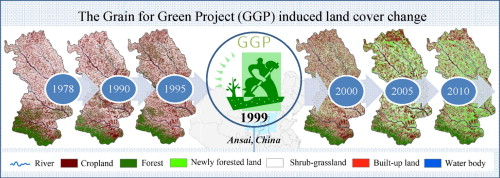 The Grain for Green Project (GGP) induced land cover change
1978
1990
1995
GGP
1999
Ansai, China
2000
2005
2010
River
Cropland
Forest
Newly forested land
Shrub-grassland
Built-up land
Water body